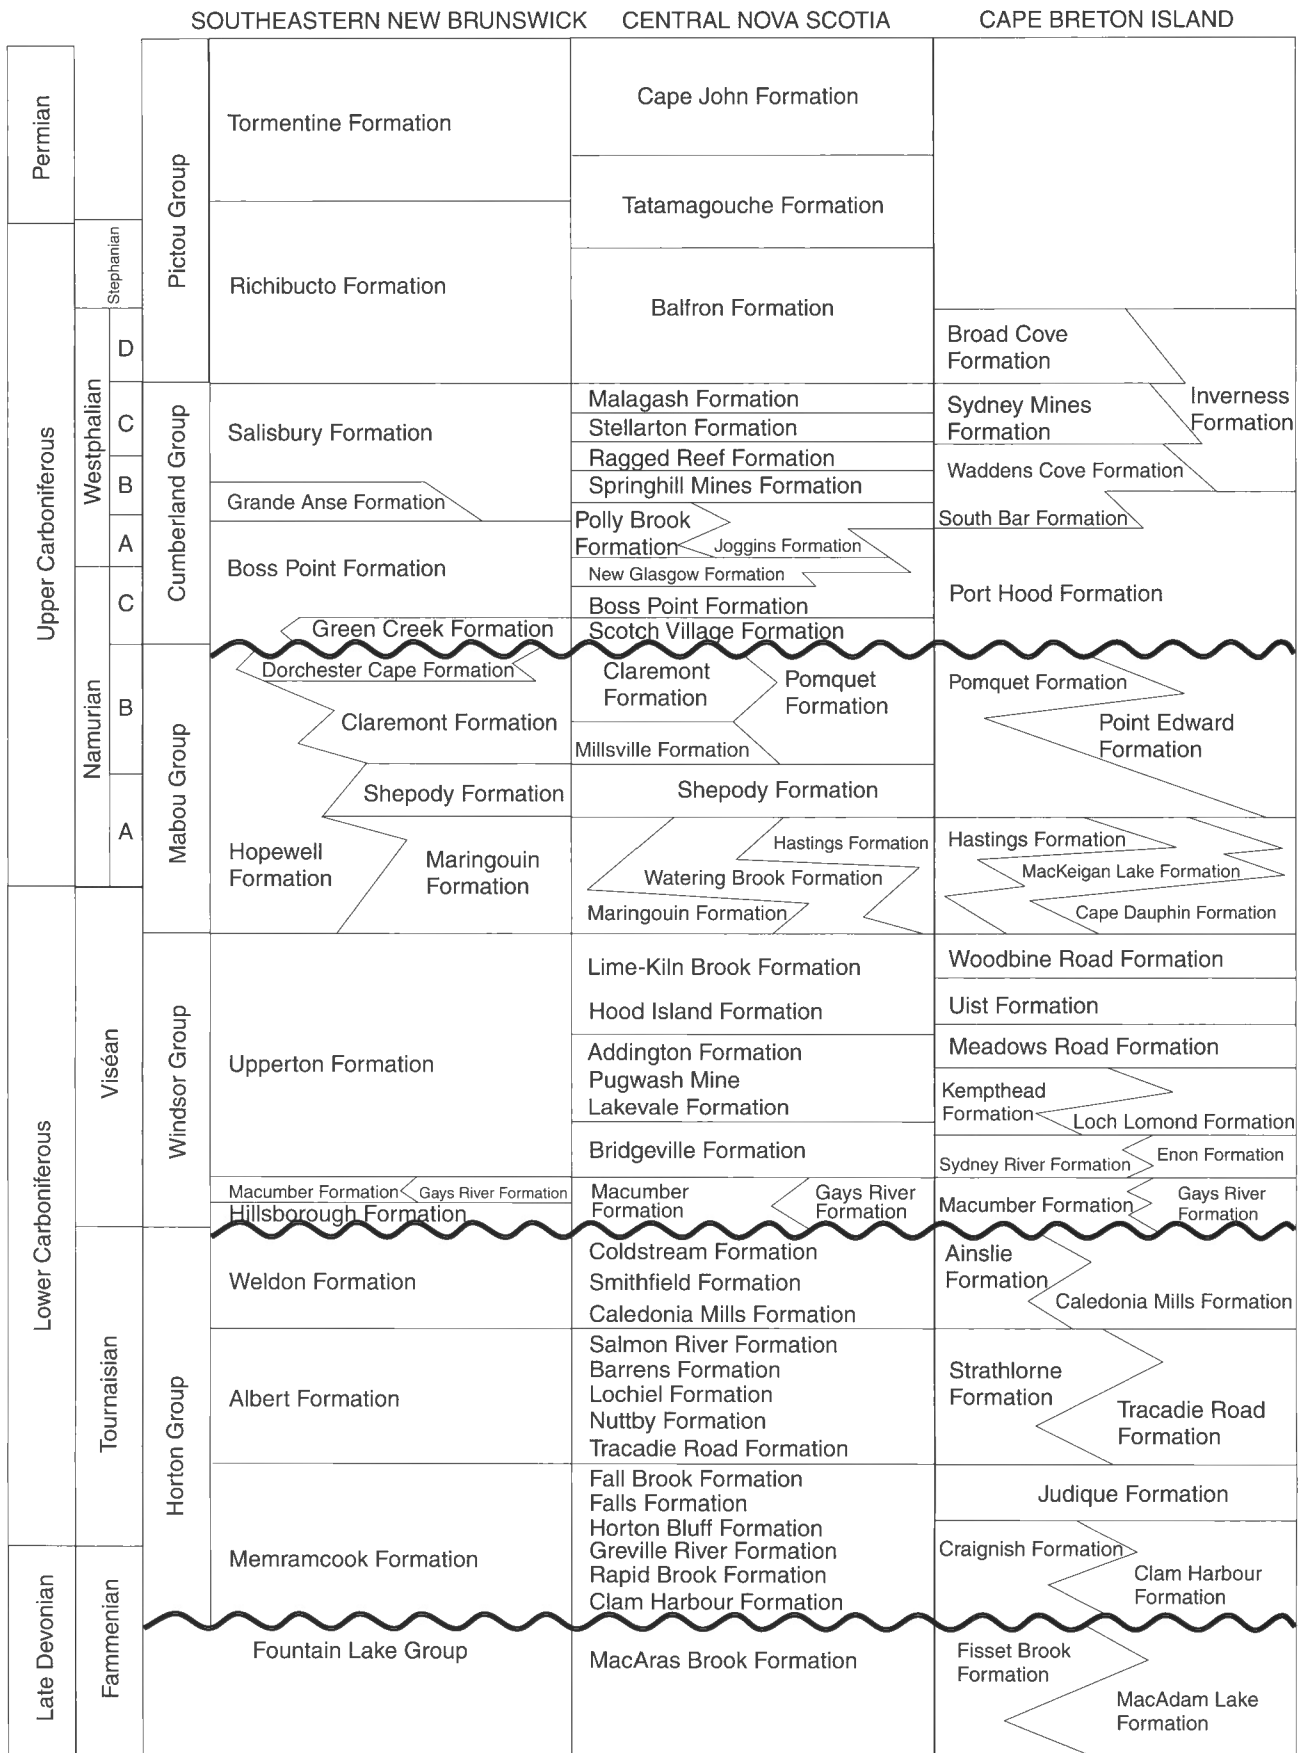 SOUTHEASTERN NEW BRUNSWICK
CENTRAL NOVA SCOTIA
CAPE BRETON ISLAND
Permian
Upper Carboniferous
Lower Carboniferous
Late Devonian
Stephanian
Westphalian
D
C
B
A
Namurian
C
B
A
Viséan
Tournaisian
Fammenian
Pictou Group
Cumberland Group
Mabou Group
Windsor Group
Horton Group
Tormentine Formation
Richibucto Formation
Salisbury Formation
Grande Anse Formation
Boss Point Formation
Green Creek Formation
Dorchester Cape Formation
Claremont Formation
Shepody Formation
Hopewell
Formation
Maringouin
Formation
Upperton Formation
Macumber Formation
Gays River Formation
Hillsborough Formation
Weldon Formation
Albert Formation
Memramcook Formation
Fountain Lake Group
Cape John Formation
Tatamagouche Formation
Balfron Formation
Malagash Formation
Stellarton Formation
Ragged Reef Formation
Springhill Mines Formation
Polly Brook
Formation
Joggins Formation
New Glasgow Formation
Boss Point Formation
Scotch Village Formation
Claremont
Formation
Pomquet
Formation
Millsville Formation
Shepody Formation
Hastings Formation
Watering Brook Formation
Maringouin Formation
Lime-Kiln Brook Formation
Hood Island Formation
Addington Formation
Pugwash Mine
Lakevale Formation
Bridgeville Formation
Macumber
Formation
Gays River
Formation
Coldstream Formation
Smithfield Formation
Caledonia Mills Formation
Salmon River Formation
Barrens Formation
Lochiel Formation
Nuttby Formation
Tracadie Road Formation
Fall Brook Formation
Falls Formation
Horton Bluff Formation
Greville River Formation
Rapid Brook Formation
Clam Harbour Formation
MacAras Brook Formation
Broad Cove
Formation
Inverness
Formation
Sydney Mines
Formation
Waddens Cove Formation
South Bar Formation
Port Hood Formation
Pomquet Formation
Point Edward
Formation
Hastings Formation
MacKeigan Lake Formation
Cape Dauphin Formation
Woodbine Road Formation
Uist Formation
Meadows Road Formation
Kempthead
Formation
Loch Lomond Formation
Sydney River Formation
Enon Formation
Macumber Formation
Gays River
Formation
Ainslie
Formation
Caledonia Mills Formation
Strathlorne
Formation
Tracadie Road
Formation
Judique Formation
Craignish Formation
Clam Harbour
Formation
Fisset Brook
Formation
MacAdam Lake
Formation